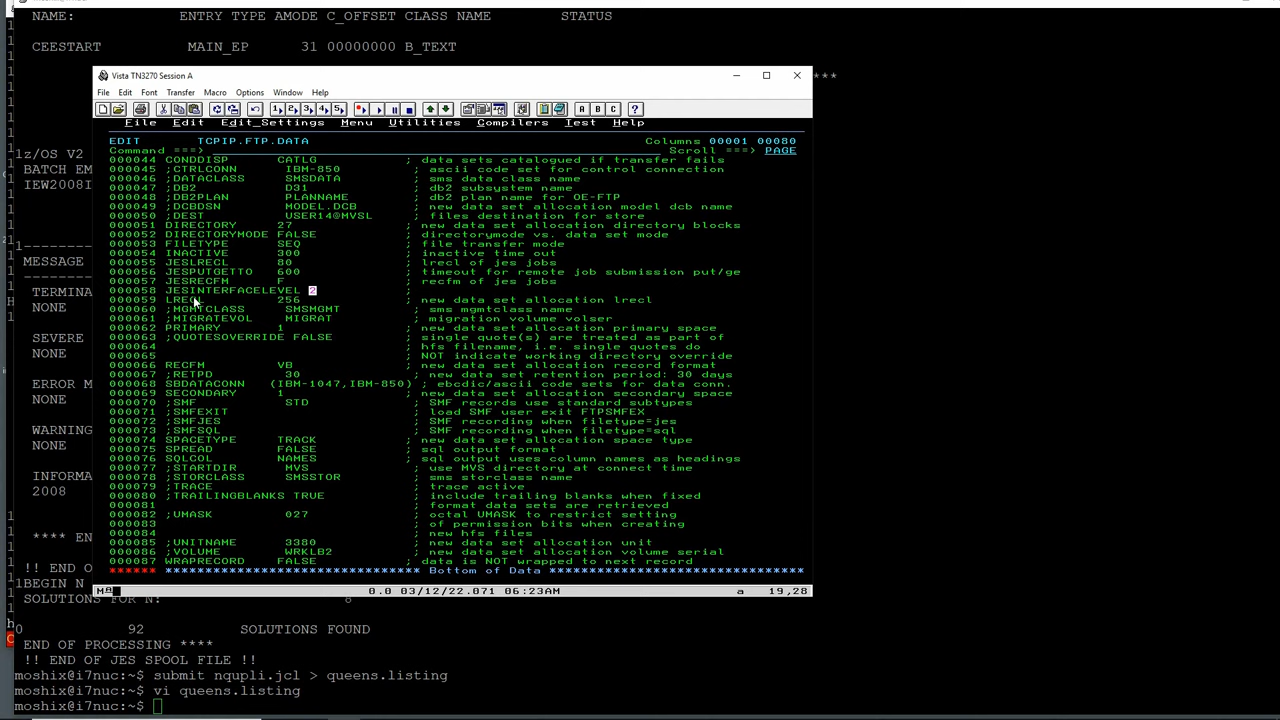 NAME: ENTRY TYPE AMODE C_OFFSET CLASS NAME STATUS
CEESTART MAIN_EP 31 00000000 B_TEXT
***
Vista TN3270 Session A
File Edit Font Transfer Macro Options Window Help
File Edit Edit_Settings Menu Utilities Compilers Test Help
EDIT TCPIP.FTP.DATA Columns 00001 00080
Command ===> Scroll ===> PAGE
000044 CONDDISP CATLG ; data sets catalogued if transfer fails
000045 ;CTRLCONN IBM-850 ; ascii code set for control connection
000046 ;DATACLASS SMSDATA ; sms data class name
000047 ;DB2 D31 ; db2 subsystem name
000048 ;DB2PLAN PLANNAME ; db2 plan name for OE-FTP
000049 ;DCBDSN MODEL.DCB ; new data set allocation model dcb name
000050 ;DEST USER14@MVSL ; files destination for store
000051 DIRECTORY 27 ; new data set allocation directory blocks
000052 DIRECTORYMODE FALSE ; directorymode vs. data set mode
000053 FILETYPE SEQ ; file transfer mode
000054 INACTIVE 300 ; inactive time out
000055 JESLRECL 80 ; lrecl of jes jobs
000056 JESPUTGETTO 600 ; timeout for remote job submission put/ge
000057 JESRECFM F ; recfm of jes jobs
000058 JESINTERFACELEVEL 2 ;
000059 LRECL 256 ; new data set allocation lrecl
000060 ;MGMTCLASS SMSMGMT ; sms mgmtclass name
000061 ;MIGRATEVOL MIGRAT ; migration volume volser
000062 PRIMARY 1 ; new data set allocation primary space
000063 ;QUOTESOVERRIDE FALSE ; single quote(s) are treated as part of
000064 ; hfs filename, i.e. single quotes do
000065 ; NOT indicate working directory override
000066 RECFM VB ; new data set allocation record format
000067 ;RETPD 30 ; new data set retention period: 30 days
000068 SBDATACONN (IBM-1047,IBM-850) ; ebcdic/ascii code sets for data conn.
000069 SECONDARY 1 ; new data set allocation secondary space
000070 ;SMF STD ; SMF records use standard subtypes
000071 ;SMFEXIT ; load SMF user exit FTPSMFEX
000072 ;SMFJES ; SMF recording when filetype=jes
000073 ;SMFSQL ; SMF recording when filetype=sql
000074 SPACETYPE TRACK ; new data set allocation space type
000075 SPREAD FALSE ; sql output format
000076 SQLCOL NAMES ; sql output uses column names as headings
000077 ;STARTDIR MVS ; use MVS directory at connect time
000078 ;STORCLASS SMSSTOR ; sms storclass name
000079 ;TRACE ; trace active
000080 ;TRAILINGBLANKS TRUE ; include trailing blanks when fixed
000081 ; format data sets are retrieved
000082 ;UMASK 027 ; octal UMASK to restrict setting
000083 ; of permission bits when creating
000084 ; new hfs files
000085 ;UNITNAME 3380 ; new data set allocation unit
000086 ;VOLUME WRKLB2 ; new data set allocation volume serial
000087 WRAPRECORD FALSE ; data is NOT wrapped to next record
****** ******************************** Bottom of Data ********************************
0.0 03/12/22.071 06:23AM a 19,28
1z/OS V2
BATCH EM
IEW2008I
MESSAGE
TERMINA
NONE
SEVERE
NONE
ERROR M
NONE
WARNING
NONE
INFORMA
2008
**** EN
!! END O
1BEGIN N
SOLUTIONS FOR N: 8
0 92 SOLUTIONS FOUND
END OF PROCESSING ****
!! END OF JES SPOOL FILE !!
moshix@i7nuc:~$ submit nqupli.jcl > queens.listing
moshix@i7nuc:~$ vi queens.listing
moshix@i7nuc:~$